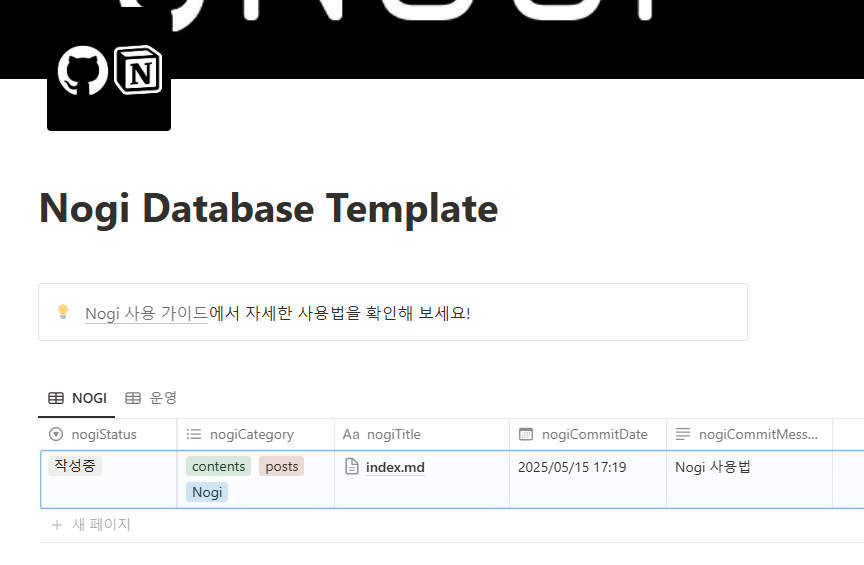 N
Nogi Database Template
Nogi 사용 가이드에서 자세한 사용법을 확인해 보세요!
NOGI 운영
nogiStatus nogiCategory Aa nogiTitle nogiCommitDate nogiCommitMess...
작성중 contents posts index.md 2025/05/15 17:19 Nogi 사용법
Nogi
+ 새 페이지